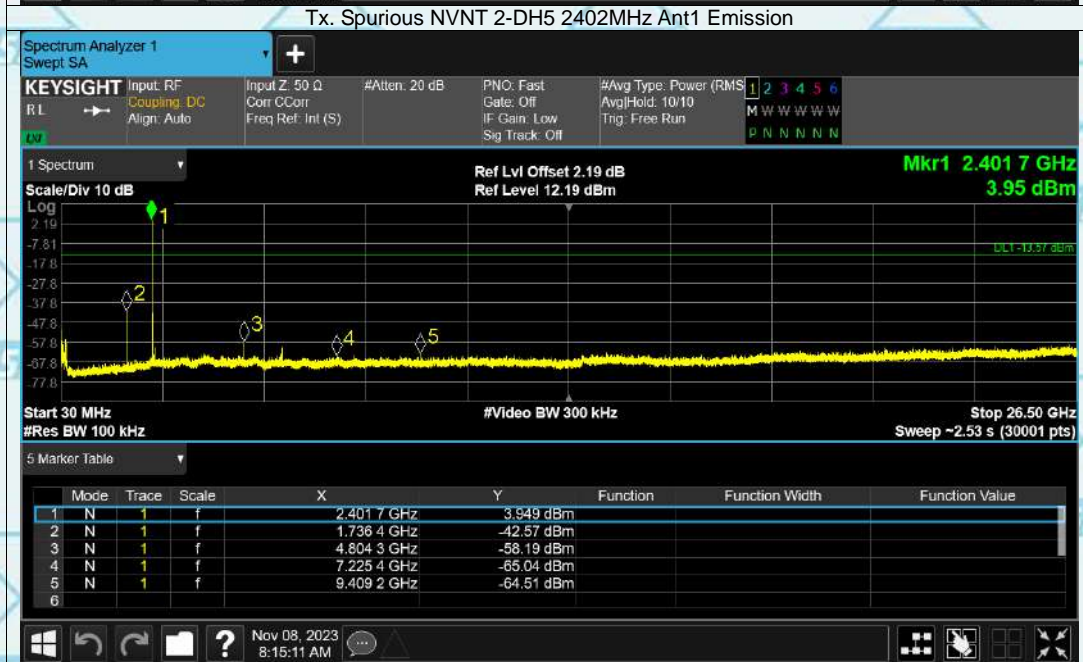 Tx. Spurious NVNT 2-DH5 2402MHz Ant1 Emission
Spectrum Analyzer 1
Swept SA
+
KEYSIGHT Input: RF Input Z: 50 Ω #Atten: 20 dB PNO: Fast #Avg Type: Power (RMS 1 2 3 4 5 6
RL Coupling: DC Corr CCorr Gate: Off Avg|Hold: 10/10 M W W W W W
Align: Auto Freq Ref: Int (S) IF Gain: Low Trig: Free Run
Sig Track: Off P N N N N N
1 Spectrum Ref Lvl Offset 2.19 dB Mkr1 2.401 7 GHz
Scale/Div 10 dB Ref Level 12.19 dBm 3.95 dBm
Log
1
2.19
-7.81
DL1 -13.57 dBm
-17.8
-27.8
2
-37.8
-47.8
3
-57.8
4 5
-67.8
-77.8
Start 30 MHz #Video BW 300 kHz Stop 26.50 GHz
#Res BW 100 kHz Sweep ~2.53 s (30001 pts)
5 Marker Table
Mode Trace Scale X Y Function Function Width Function Value
1 N 1 f 2.401 7 GHz 3.949 dBm
2 N 1 f 1.736 4 GHz -42.57 dBm
3 N 1 f 4.804 3 GHz -58.19 dBm
4 N 1 f 7.225 4 GHz -65.04 dBm
5 N 1 f 9.409 2 GHz -64.51 dBm
6
? Nov 08, 2023
8:15:11 AM